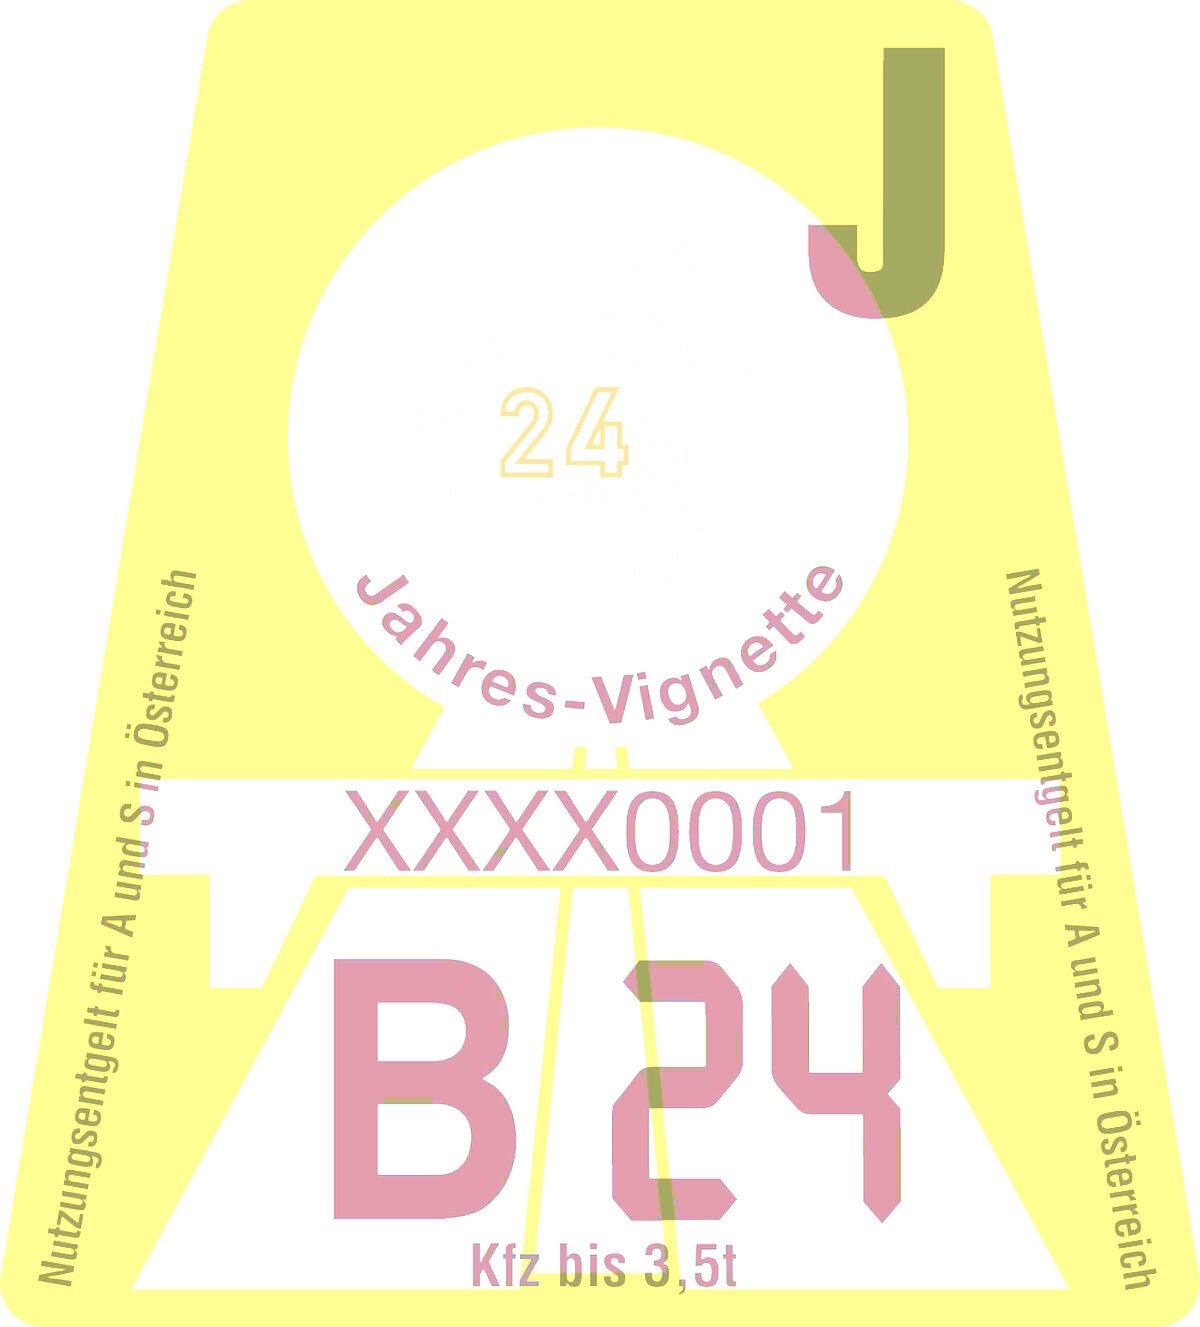 J
24
Jahres-Vignette
XXXX0001
B 24
Kfz bis 3,5t
Nutzungsentgelt für A und S in Österreich
Nutzungsentgelt für A und S in Österreich